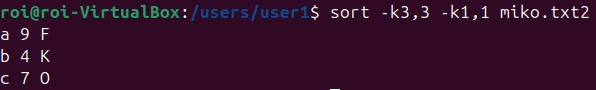 roi@roi-VirtualBox:/users/user1$ sort -k3,3 -k1,1 miko.txt2
a 9 F
b 4 K
c 7 O